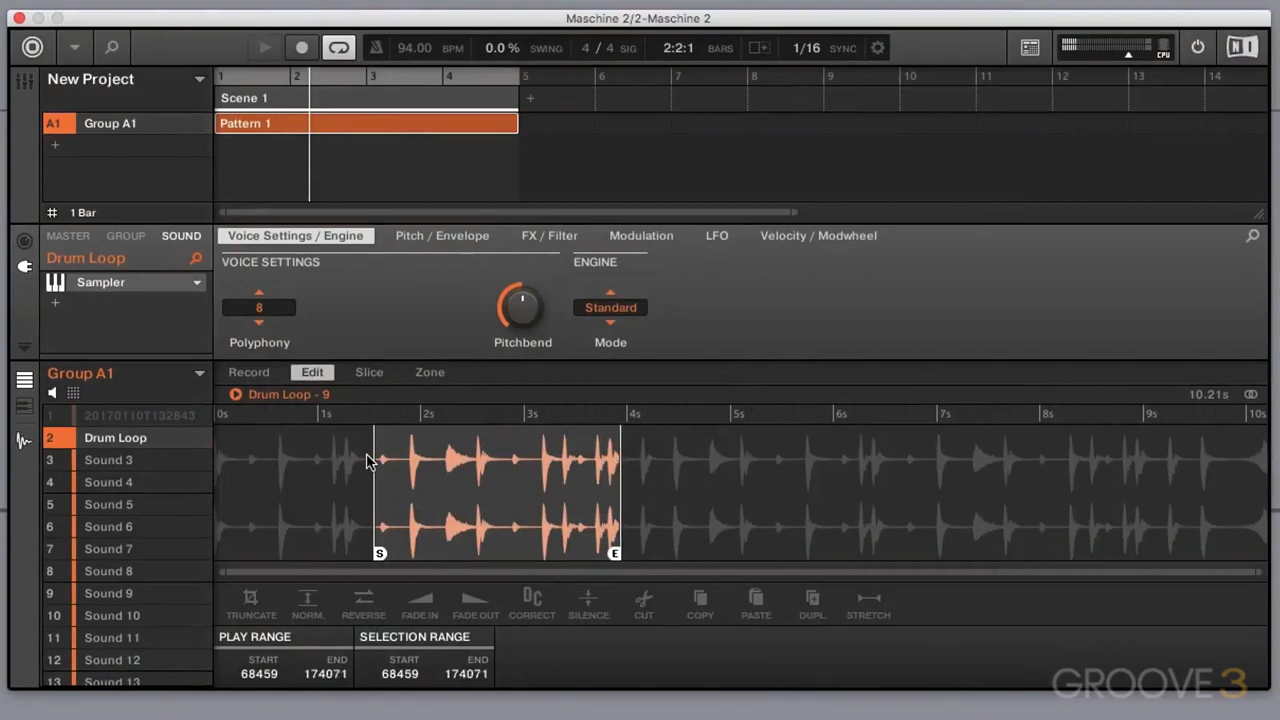 Maschine 2/2-Maschine 2
94.00 BPM 0.0% SWING 4 / 4 SIG 2:2:1 BARS 1/16 SYNC CPU
New Project 1 2 3 4 5 6 7 8 9 10 11 12 13 14
Scene 1 +
A1 Group A1 Pattern 1
+
1 Bar
MASTER GROUP SOUND Voice Settings / Engine Pitch / Envelope FX / Filter Modulation LFO Velocity / Modwheel
Drum Loop VOICE SETTINGS ENGINE
Sampler
+ 8 Standard
Polyphony Pitchbend Mode
Group A1 Record Edit Slice Zone
Drum Loop - 9 10.21s
1 20170110T132843 0s 1s 2s 3s 4s 5s 6s 7s 8s 9s 10s
2 Drum Loop
3 Sound 3
4 Sound 4
5 Sound 5
6 Sound 6
7 Sound 7
S E
8 Sound 8
9 Sound 9
10 Sound 10
TRUNCATE NORM. REVERSE FADE IN FADE OUT CORRECT SILENCE CUT COPY PASTE DUPL. STRETCH
11 Sound 11
PLAY RANGE SELECTION RANGE
12 Sound 12
START END START END
68459 174071 68459 174071
13 Sound 13
GROOVE3